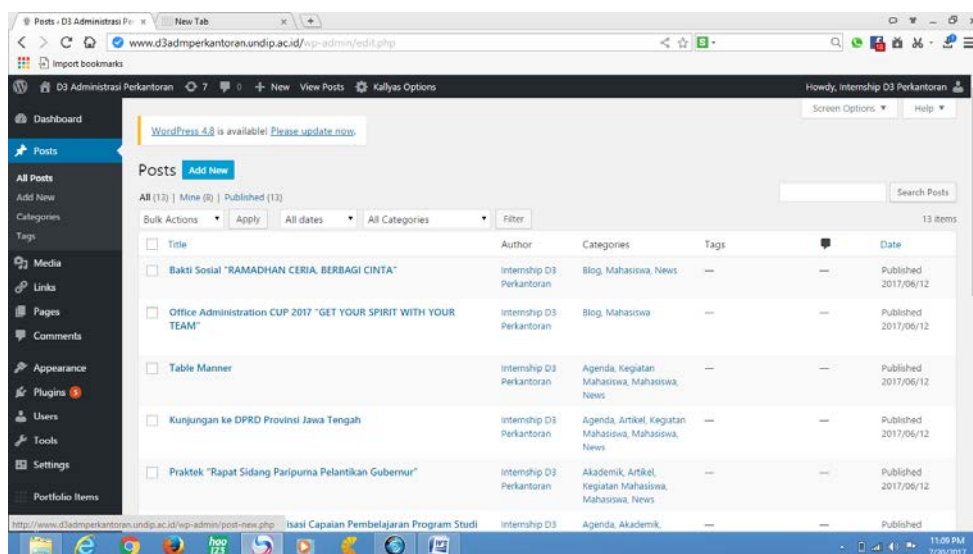 Posts ‹ D3 Administrasi Per
New Tab
www.d3admperkantoran.undip.ac.id/wp-admin/edit.php
Import bookmarks
D3 Administrasi Perkantoran 7 0 + New View Posts Kallyas Options
Howdy, Internship D3 Perkantoran
Screen Options Help
Dashboard
Posts
All Posts
Add New
Categories
Tags
Media
Links
Pages
Comments
Appearance
Plugins 5
Users
Tools
Settings
Portfolio Items
WordPress 4.8 is available! Please update now.
Posts Add New
All (13) | Mine (8) | Published (13)
Search Posts
Bulk Actions Apply All dates All Categories Filter
13 items
Title Author Categories Tags Date
Bakti Sosial "RAMADHAN CERIA, BERBAGI CINTA" Internship D3 Blog, Mahasiswa, News — — Published
Perkantoran 2017/06/12
Office Administration CUP 2017 "GET YOUR SPIRIT WITH YOUR Internship D3 Blog, Mahasiswa — — Published
TEAM" Perkantoran 2017/06/12
Table Manner Internship D3 Agenda, Kegiatan — — Published
Perkantoran Mahasiswa, Mahasiswa, 2017/06/12
News
Kunjungan ke DPRD Provinsi Jawa Tengah Internship D3 Agenda, Artikel, Kegiatan — — Published
Perkantoran Mahasiswa, Mahasiswa, 2017/06/12
News
Praktek "Rapat Sidang Paripurna Pelantikan Gubernur" Internship D3 Akademik, Artikel, — — Published
Perkantoran Kegiatan Mahasiswa, 2017/06/12
Mahasiswa, News
isasi Capaian Pembelajaran Program Studi Internship D3 Agenda, Akademik, — — Published
http://www.d3admperkantoran.undip.ac.id/wp-admin/post-new.php
hao
123
11:09 PM